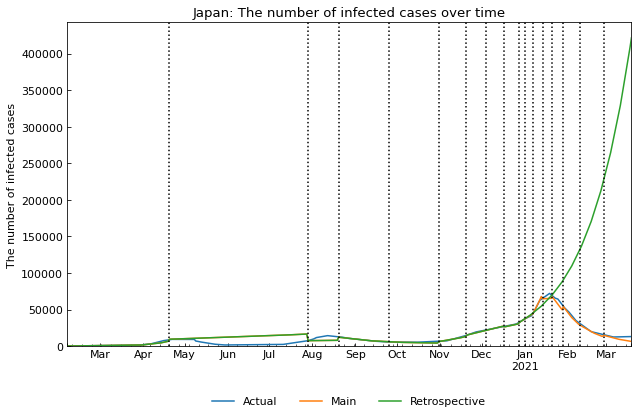 Japan: The number of infected cases over time
The number of infected cases
400000
350000
300000
250000
200000
150000
100000
50000
0
Mar Apr May Jun Jul Aug Sep Oct Nov Dec Jan Feb Mar
2021
Actual Main Retrospective